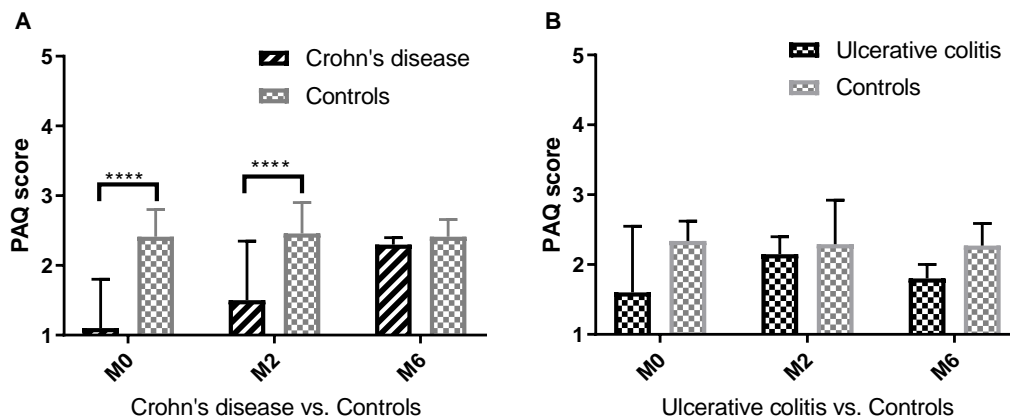 A
PAQ score
5
4
3
2
1
Crohn's disease
Controls
****
****
M0
M2
M6
Crohn's disease vs. Controls
B
PAQ score
5
4
3
2
1
Ulcerative colitis
Controls
M0
M2
M6
Ulcerative colitis vs. Controls